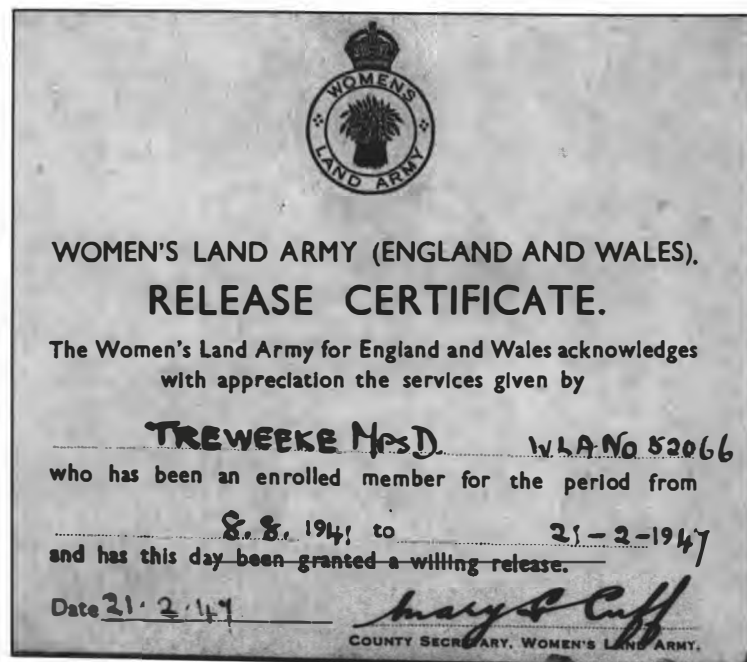 WOMENS
LAND ARMY
WOMEN'S LAND ARMY (ENGLAND AND WALES).
RELEASE CERTIFICATE.
The Women's Land Army for England and Wales acknowledges
with appreciation the services given by
TREWEEKE Mrs D. WLA No 52066
who has been an enrolled member for the period from
8.8.1941 to 21-2-1947
and has this day been granted a willing release.
Date 21.2.47 Mary L Cuff
COUNTY SECRETARY, WOMEN'S LAND ARMY.